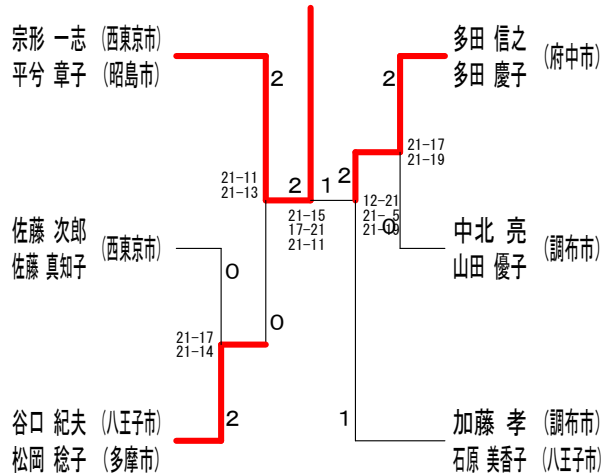 宗形 一志 (西東京市)
平兮 章子 (昭島市)
多田 信之
多田 慶子
(府中市)
2
2
21-17
21-19
21-11
21-13
2
1
2
21-15
17-21
21-11
12-21
21- 5
21-19
0
佐藤 次郎
佐藤 真知子
(西東京市)
中北 亮
山田 優子
(調布市)
0
0
21-17
21-14
2
1
谷口 紀夫 (八王子市)
松岡 稔子 (多摩市)
加藤 孝 (調布市)
石原 美香子 (八王子市)